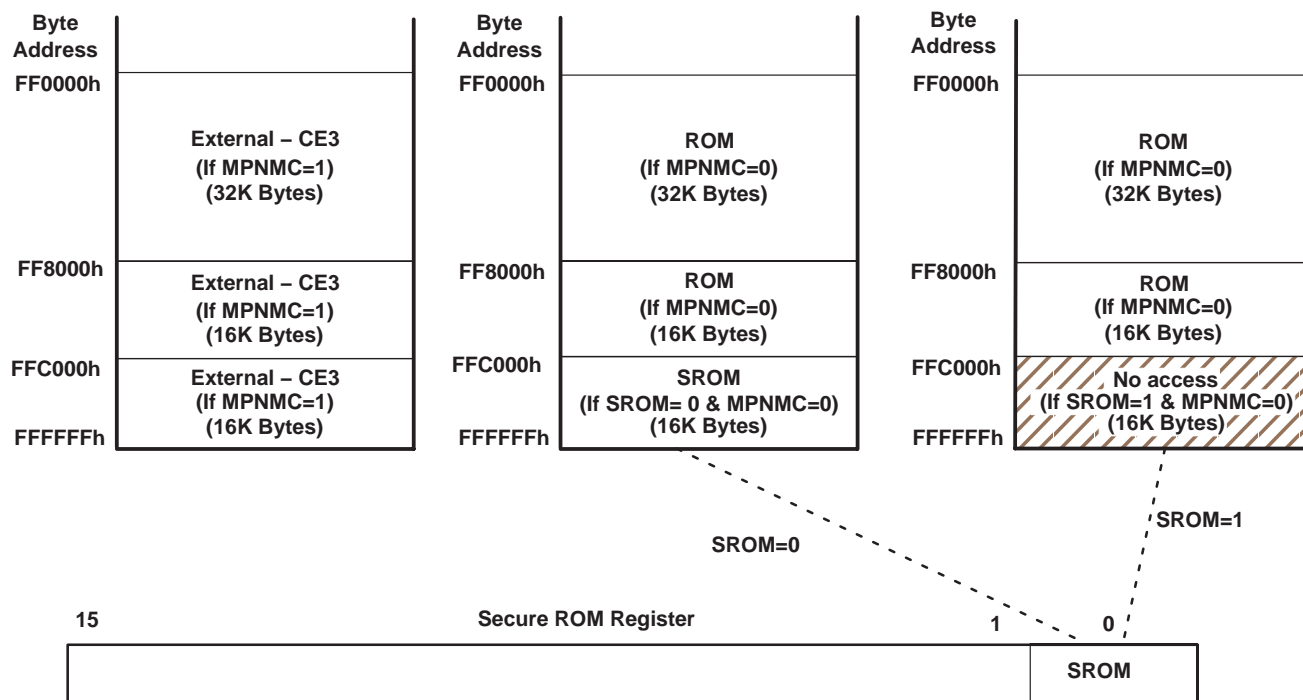 Byte
Address
FF0000h
External – CE3
(If MPNMC=1)
(32K Bytes)
FF8000h
External – CE3
(If MPNMC=1)
(16K Bytes)
FFC000h
External – CE3
(If MPNMC=1)
(16K Bytes)
FFFFFFh
Byte
Address
FF0000h
ROM
(If MPNMC=0)
(32K Bytes)
FF8000h
ROM
(If MPNMC=0)
(16K Bytes)
FFC000h
SROM
(If SROM= 0 & MPNMC=0)
(16K Bytes)
FFFFFFh
Byte
Address
FF0000h
ROM
(If MPNMC=0)
(32K Bytes)
FF8000h
ROM
(If MPNMC=0)
(16K Bytes)
FFC000h
No access
(If SROM=1 & MPNMC=0)
(16K Bytes)
FFFFFFh
SROM=0
SROM=1
15 Secure ROM Register 1 0
SROM